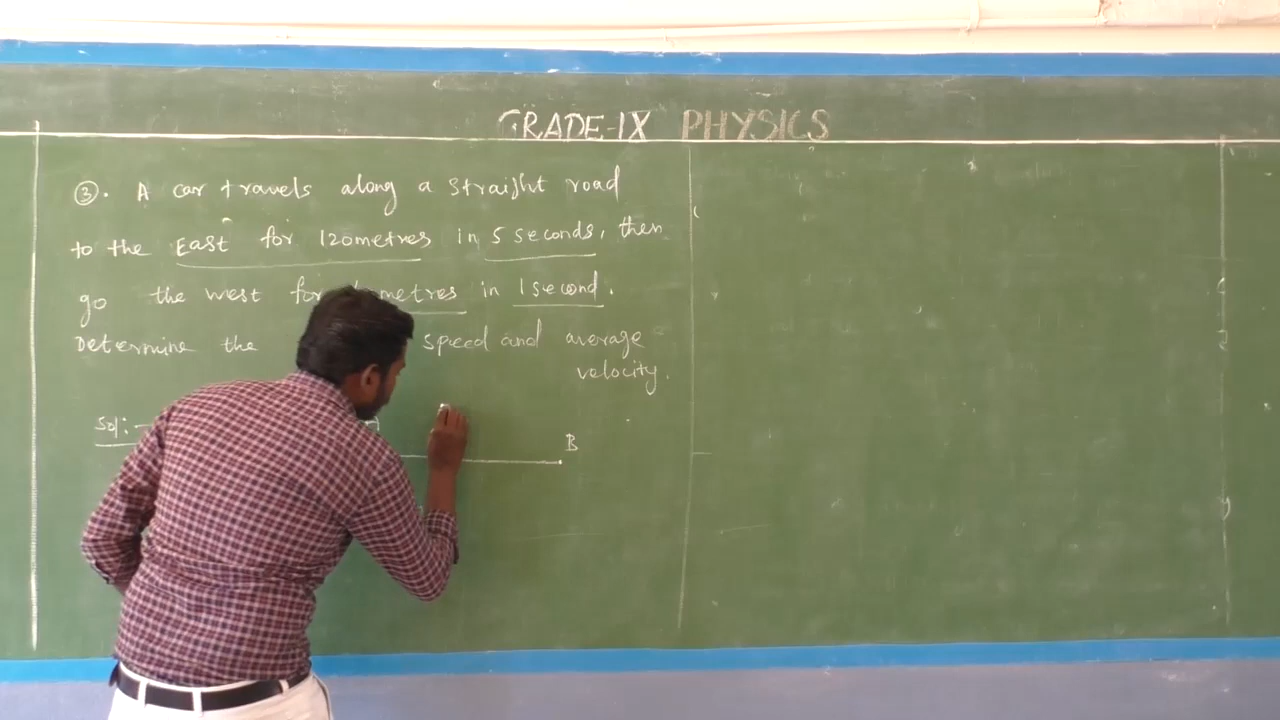 GRADE-IX PHYSICS
③. A car travels along a straight road
to the East for 120metres in 5 seconds, then
go the west for metres in 1 second.
Determine the speed and average
velocity.
Sol:-
B